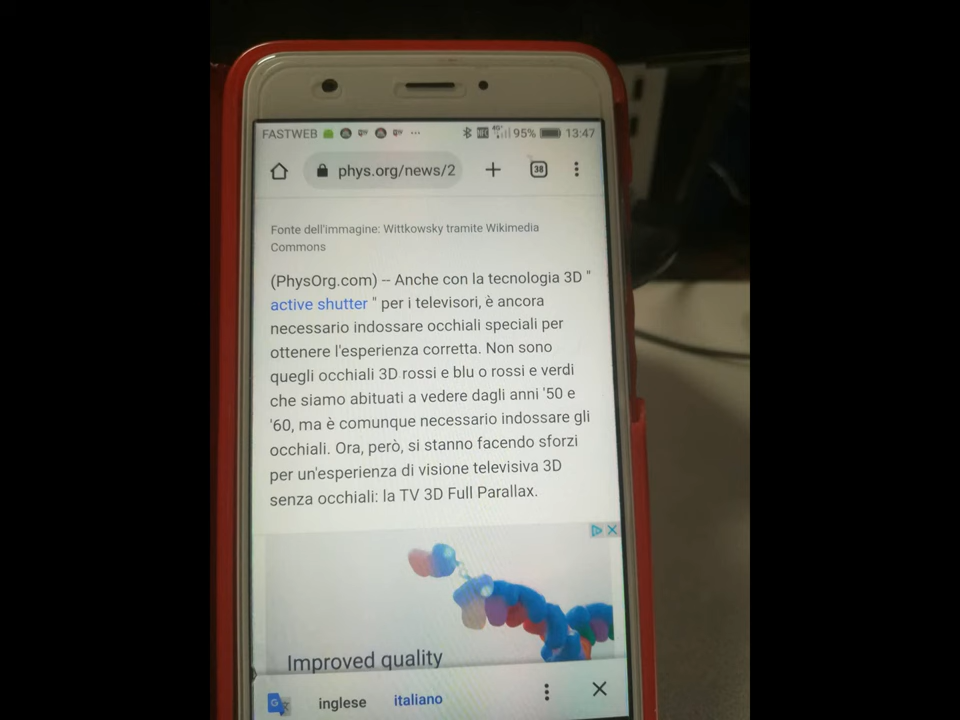 FASTWEB ... 95% 13:47
phys.org/news/2 38
Fonte dell'immagine: Wittkowsky tramite Wikimedia
Commons
(PhysOrg.com) -- Anche con la tecnologia 3D "
active shutter " per i televisori, è ancora
necessario indossare occhiali speciali per
ottenere l'esperienza corretta. Non sono
quegli occhiali 3D rossi e blu o rossi e verdi
che siamo abituati a vedere dagli anni '50 e
'60, ma è comunque necessario indossare gli
occhiali. Ora, però, si stanno facendo sforzi
per un'esperienza di visione televisiva 3D
senza occhiali: la TV 3D Full Parallax.
Improved quality
inglese italiano